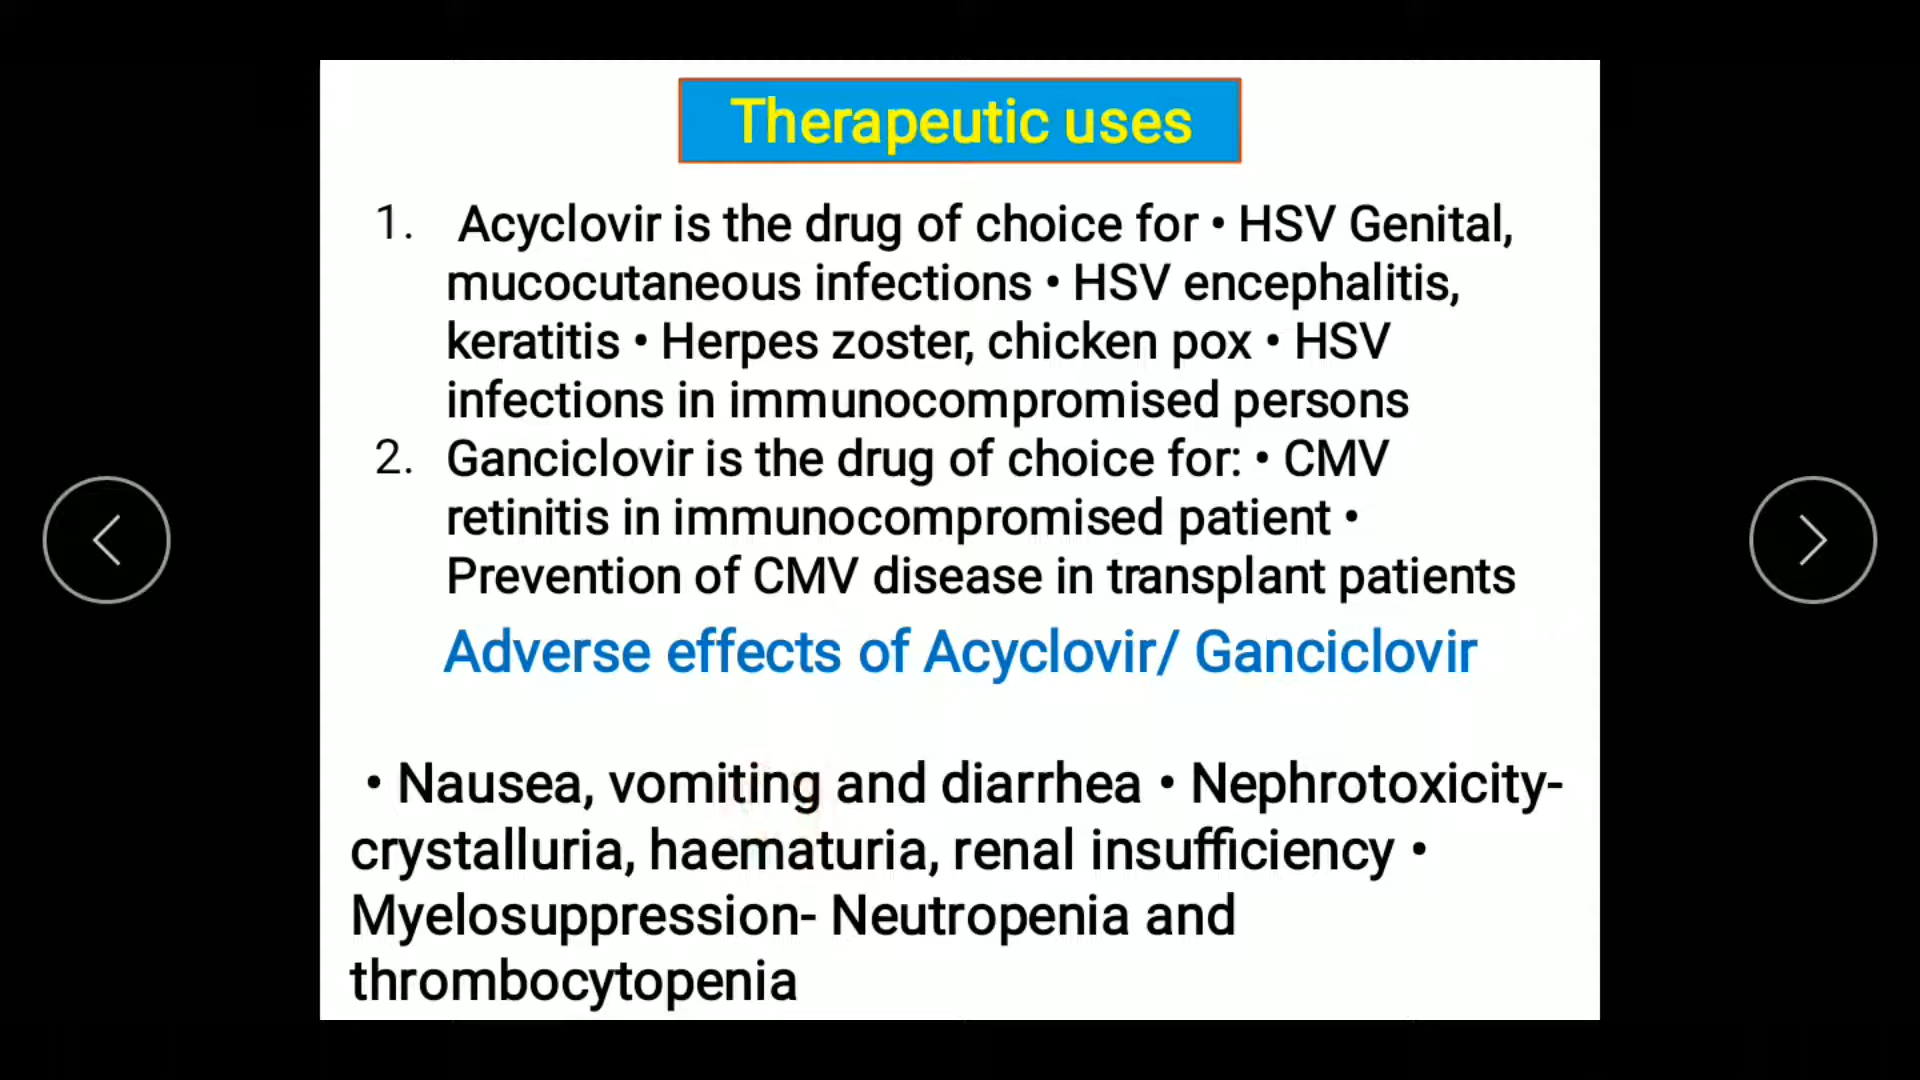 Therapeutic uses
1. Acyclovir is the drug of choice for • HSV Genital,
mucocutaneous infections • HSV encephalitis,
keratitis • Herpes zoster, chicken pox • HSV
infections in immunocompromised persons
2. Ganciclovir is the drug of choice for: • CMV
retinitis in immunocompromised patient •
Prevention of CMV disease in transplant patients
Adverse effects of Acyclovir/ Ganciclovir
• Nausea, vomiting and diarrhea • Nephrotoxicity-
crystalluria, haematuria, renal insufficiency •
Myelosuppression- Neutropenia and
thrombocytopenia